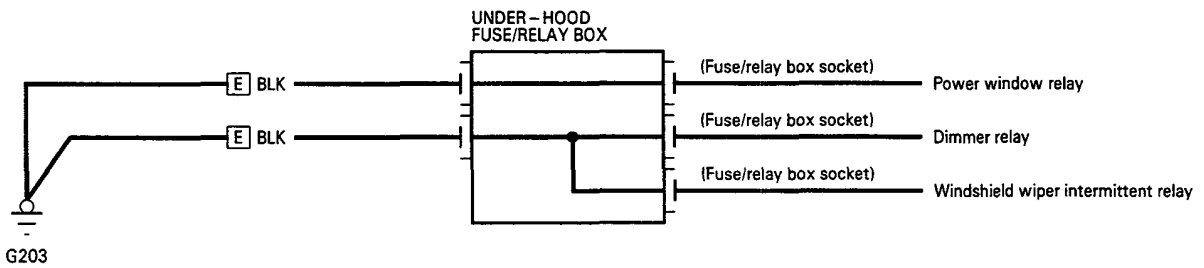 UNDER-HOOD
FUSE/RELAY BOX
E BLK
(Fuse/relay box socket)
Power window relay
E BLK
(Fuse/relay box socket)
Dimmer relay
(Fuse/relay box socket)
Windshield wiper intermittent relay
G203